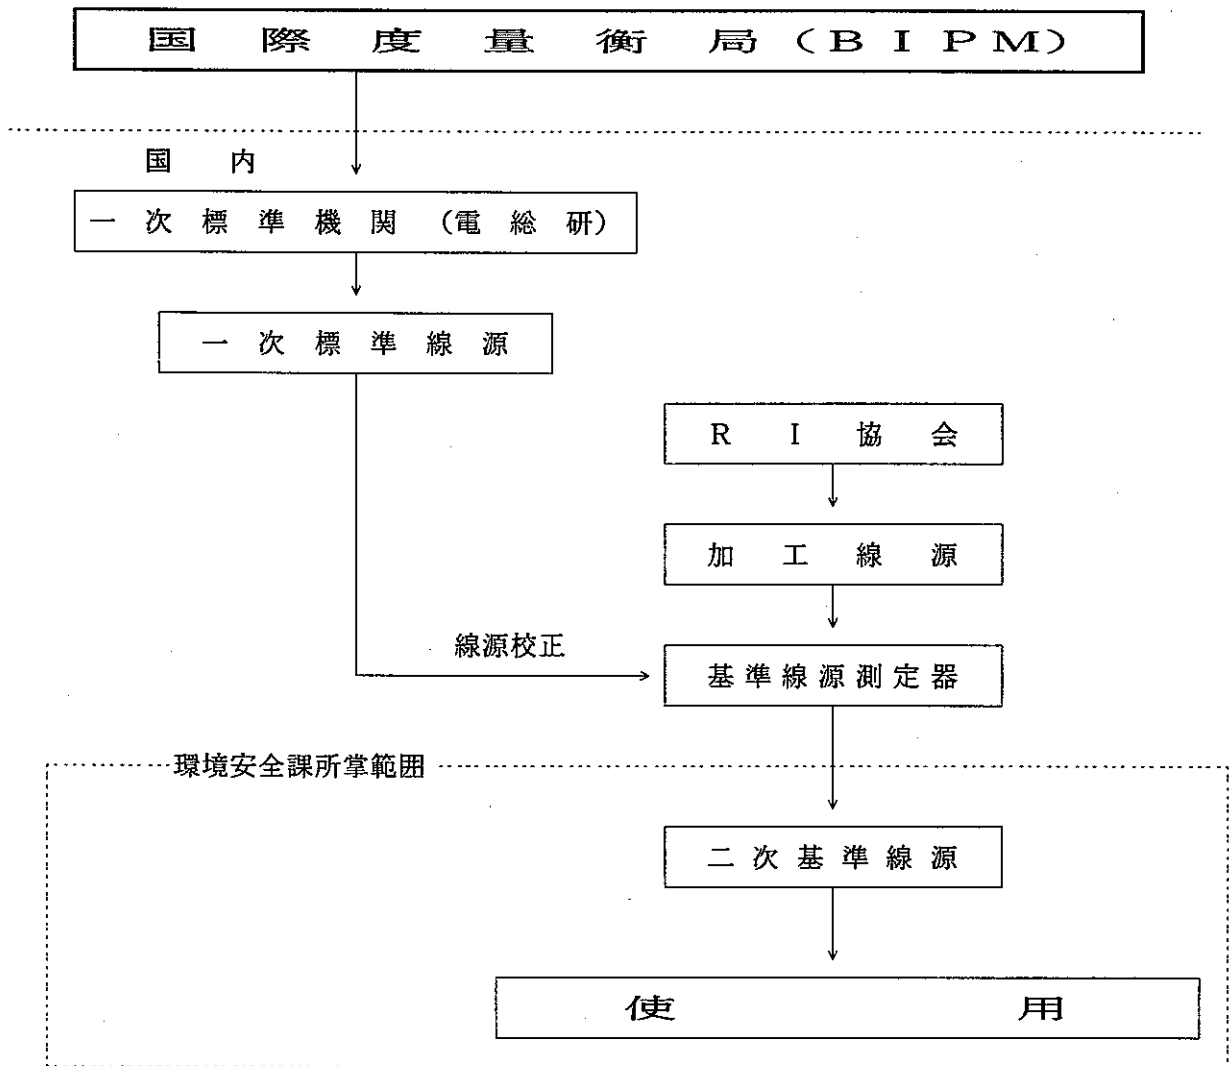 国際度量衡局(BIPM)
国内
一次標準機関(電総研)
一次標準線源
RI協会
加工線源
線源校正
基準線源測定器
環境安全課所掌範囲
二次基準線源
使用